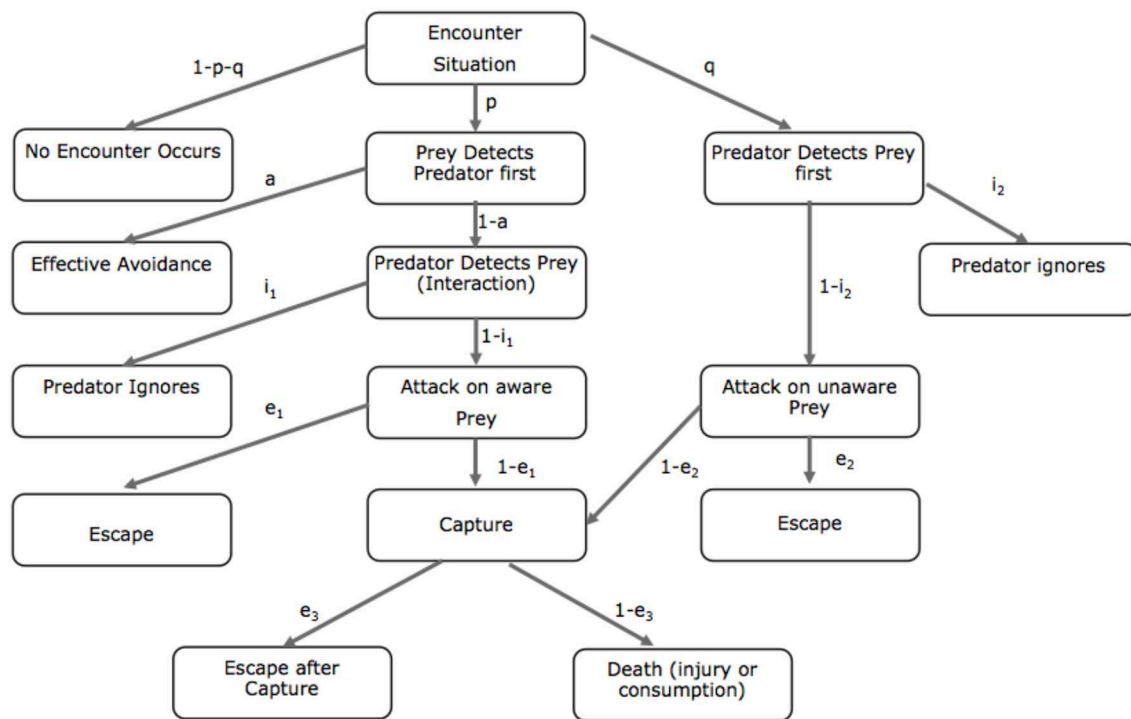 Encounter
Situation
1-p-q
q
p
No Encounter Occurs
Prey Detects
Predator first
Predator Detects Prey
first
a
i₂
1-a
Effective Avoidance
Predator Detects Prey
(Interaction)
Predator ignores
i₁
1-i₂
1-i₁
Predator Ignores
Attack on aware
Prey
Attack on unaware
Prey
e₁
1-e₁
1-e₂
e₂
Escape
Capture
Escape
e₃
1-e₃
Escape after
Capture
Death (injury or
consumption)